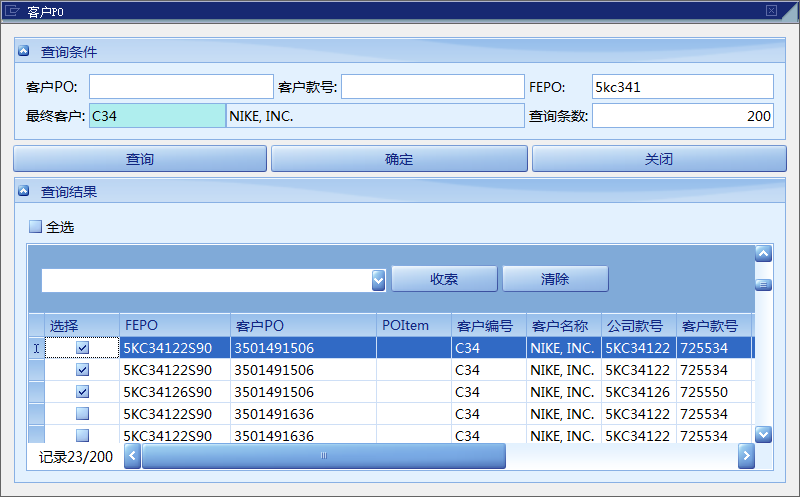 客户PO
查询条件
客户PO: 客户款号: FEPO: 5kc341
最终客户: C34 NIKE, INC. 查询条数: 200
查询 确定 关闭
查询结果
全选
收索 清除
选择 FEPO 客户PO POItem 客户编号 客户名称 公司款号 客户款号
5KC34122S90 3501491506 C34 NIKE, INC. 5KC34122 725534
5KC34122S90 3501491506 C34 NIKE, INC. 5KC34122 725534
5KC34126S90 3501491506 C34 NIKE, INC. 5KC34126 725550
5KC34122S90 3501491636 C34 NIKE, INC. 5KC34122 725534
5KC34122S90 3501491636 C34 NIKE, INC. 5KC34122 725534
记录23/200